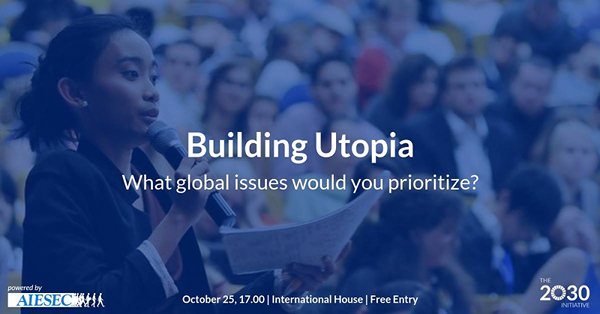 Building Utopia
What global issues would you prioritize?
powered by
AIESEC
October 25, 17.00 | International House | Free Entry
THE
2030
INITIATIVE